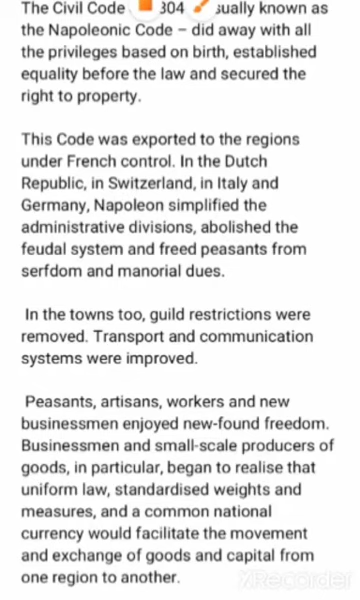 The Civil Code 304 sually known as
the Napoleonic Code – did away with all
the privileges based on birth, established
equality before the law and secured the
right to property.
This Code was exported to the regions
under French control. In the Dutch
Republic, in Switzerland, in Italy and
Germany, Napoleon simplified the
administrative divisions, abolished the
feudal system and freed peasants from
serfdom and manorial dues.
In the towns too, guild restrictions were
removed. Transport and communication
systems were improved.
Peasants, artisans, workers and new
businessmen enjoyed new-found freedom.
Businessmen and small-scale producers of
goods, in particular, began to realise that
uniform law, standardised weights and
measures, and a common national
currency would facilitate the movement
and exchange of goods and capital from
one region to another.
XRecorder